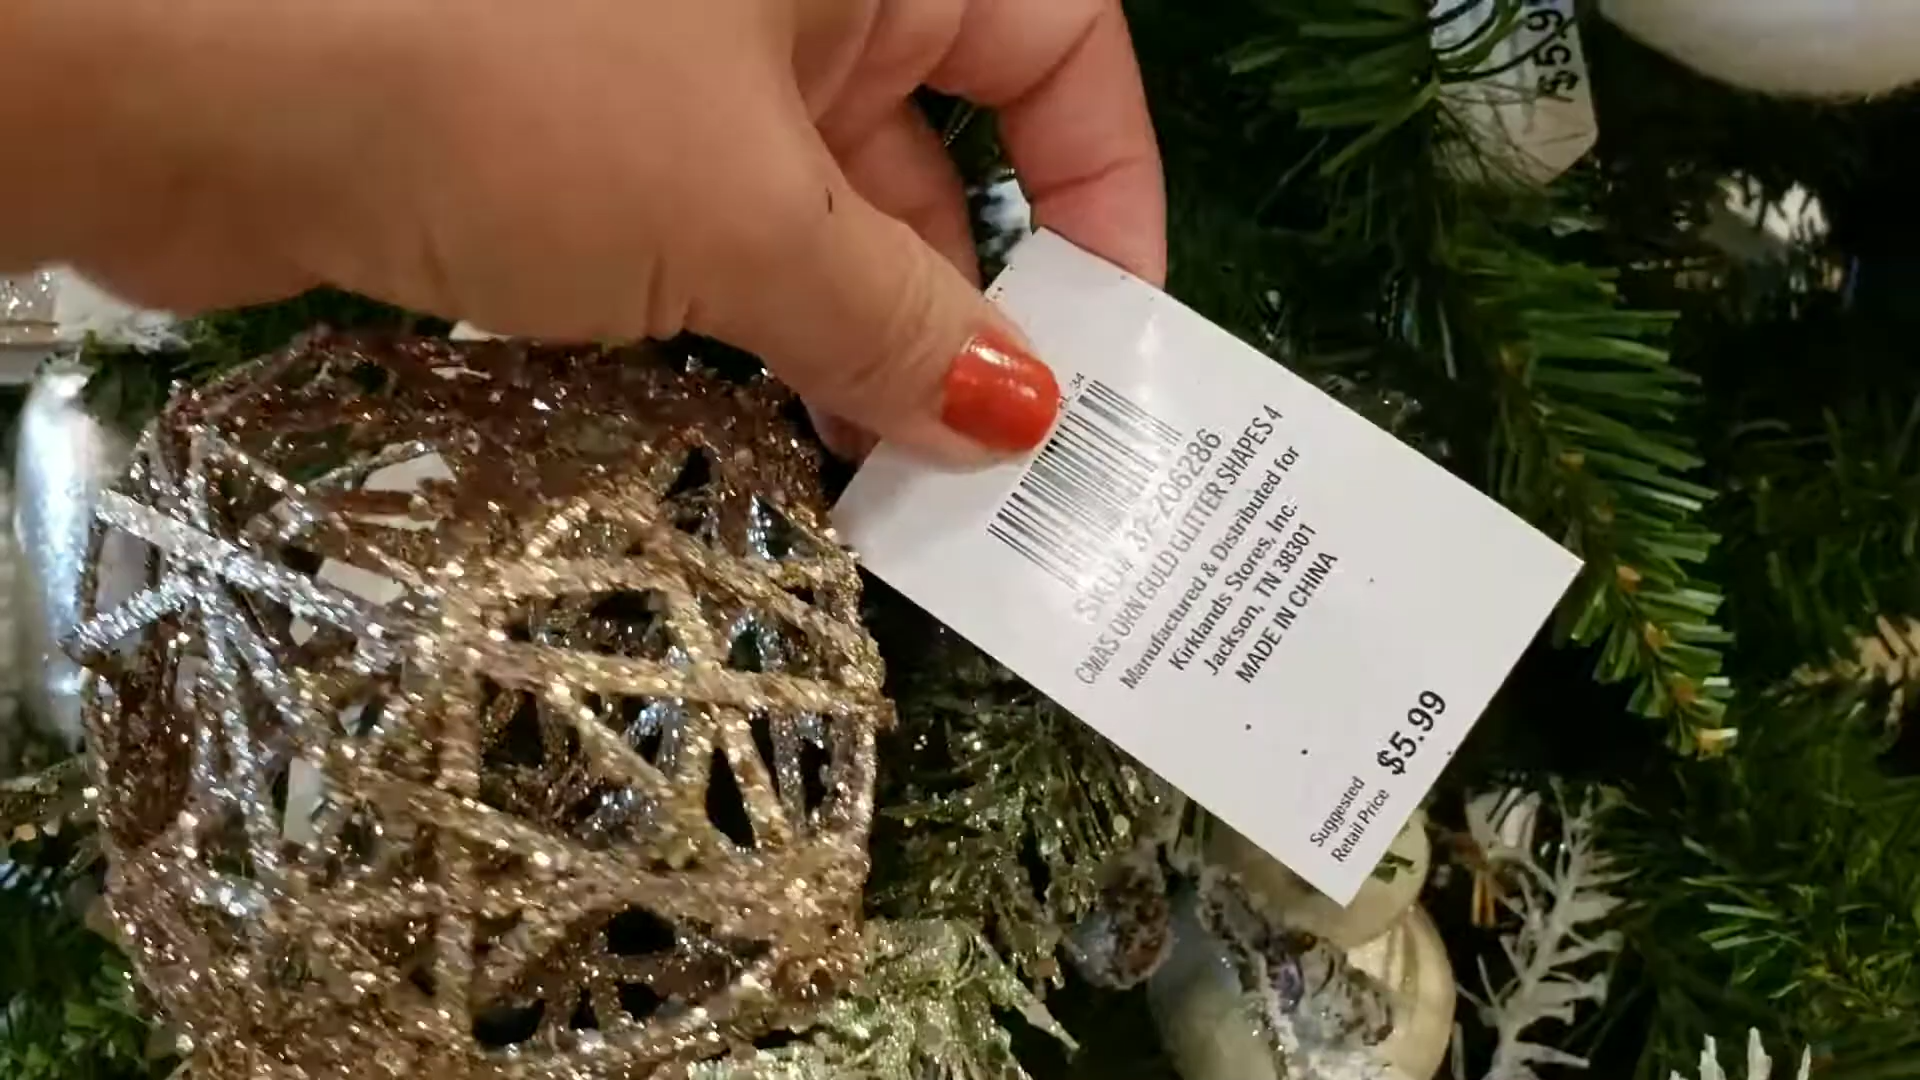 SKU# 37-206286
CMAS ORN GOLD GLITTER SHAPES 4
Manufactured & Distributed for
Kirklands Stores, Inc.
Jackson, TN 38301
MADE IN CHINA
Suggested
Retail Price $5.99